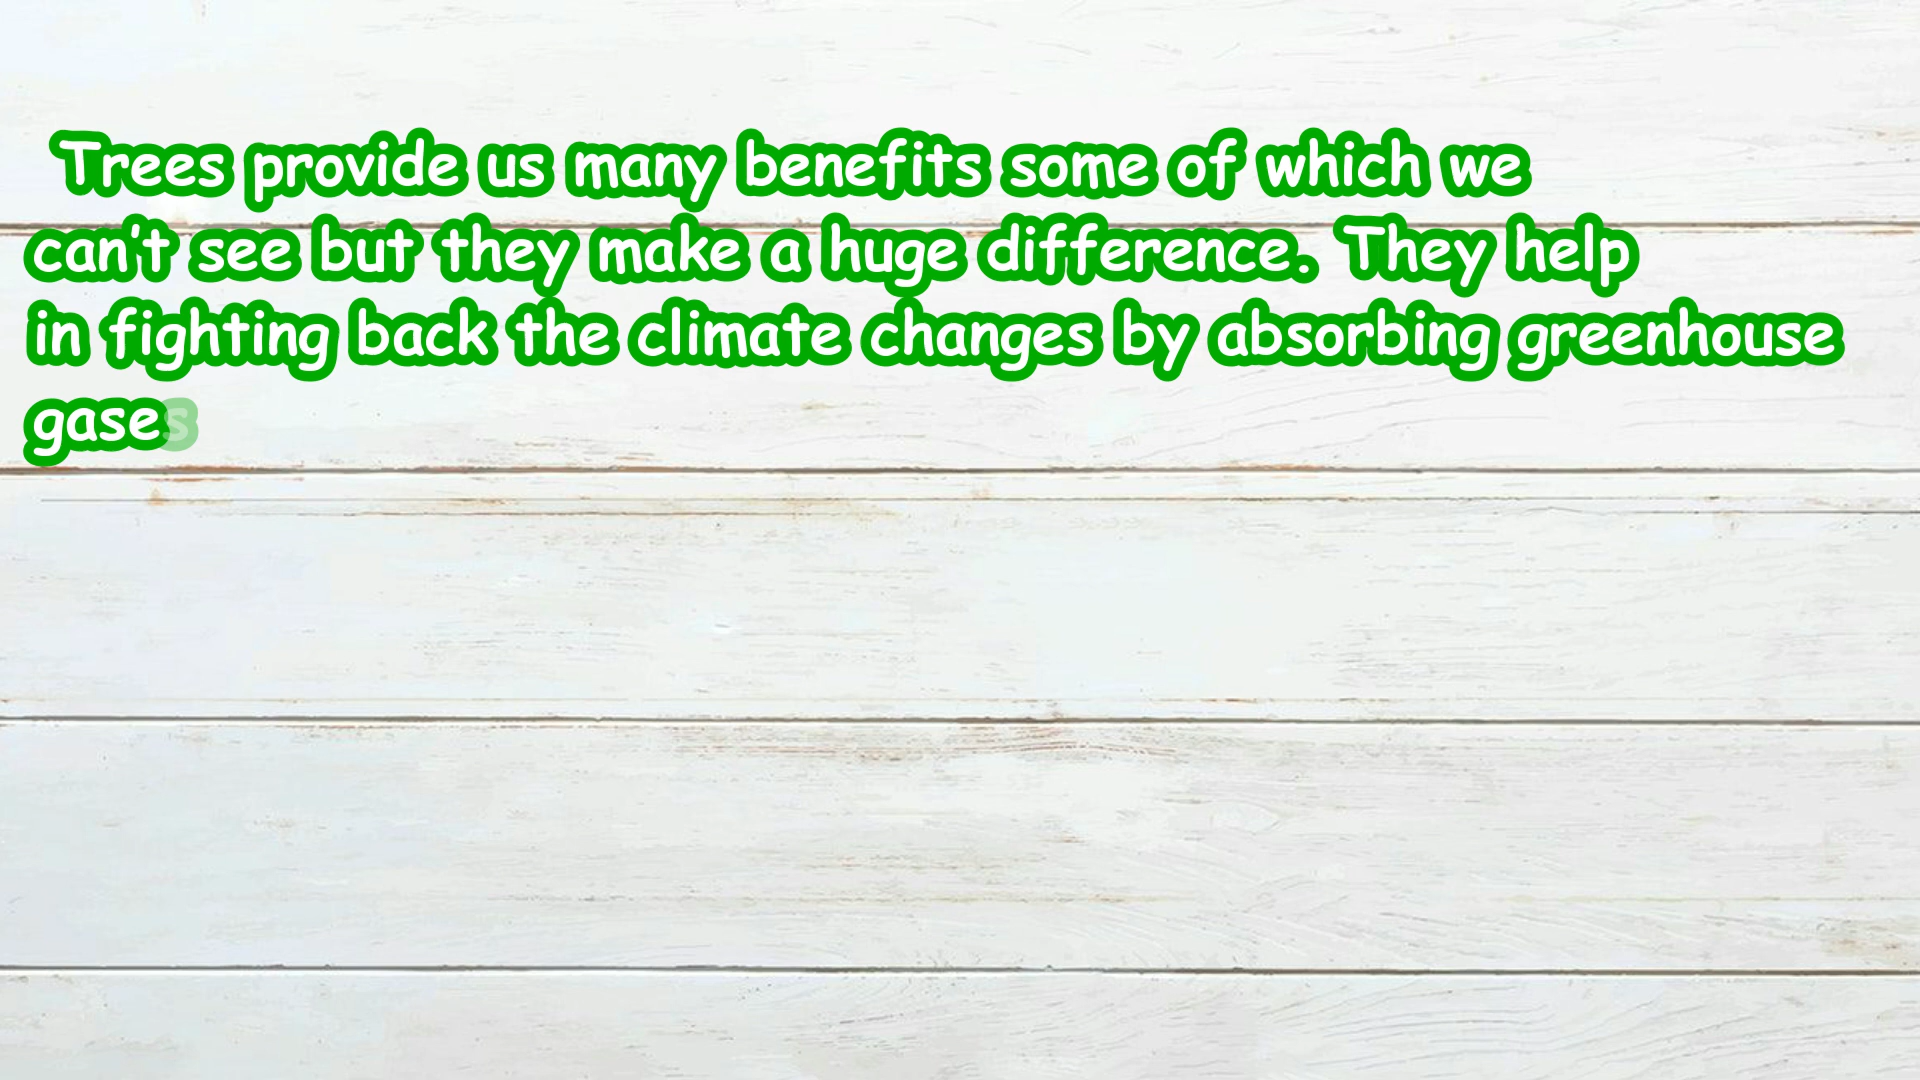 Trees provide us many benefits some of which we
can't see but they make a huge difference. They help
in fighting back the climate changes by absorbing greenhouse
gases